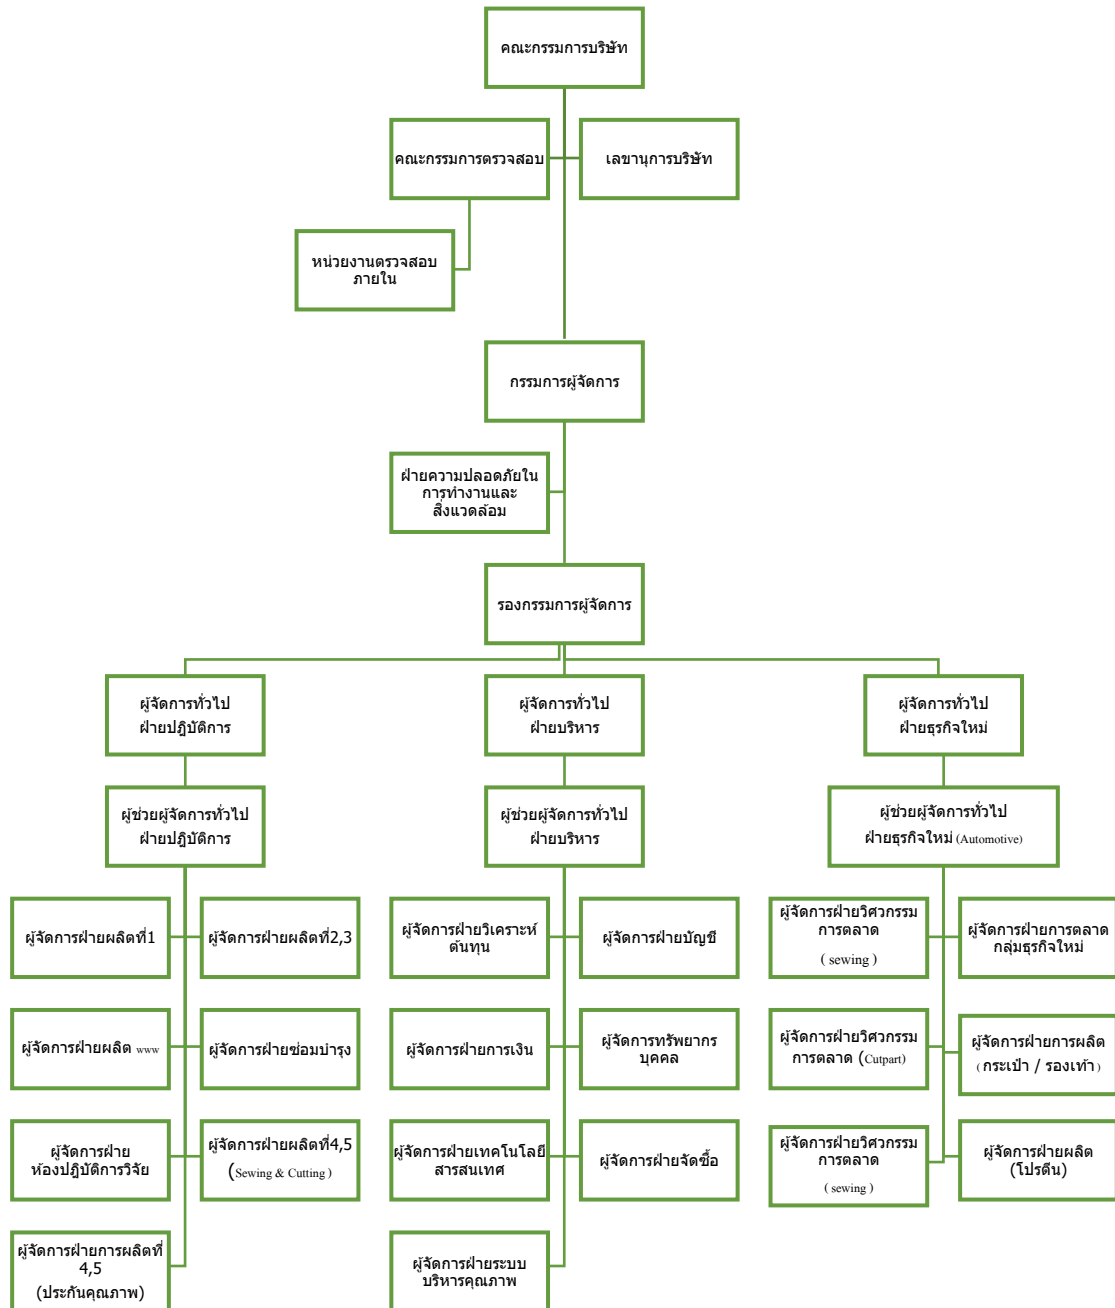 คณะกรรมการบริษัท
คณะกรรมการตรวจสอบ
เลขานุการบริษัท
หน่วยงานตรวจสอบ
ภายใน
กรรมการผู้จัดการ
ฝ่ายความปลอดภัยใน
การทำงานและ
สิ่งแวดล้อม
รองกรรมการผู้จัดการ
ผู้จัดการทั่วไป
ฝ่ายปฎิบัติการ
ผู้จัดการทั่วไป
ฝ่ายบริหาร
ผู้จัดการทั่วไป
ฝ่ายธุรกิจใหม่
ผู้ช่วยผู้จัดการทั่วไป
ฝ่ายปฎิบัติการ
ผู้ช่วยผู้จัดการทั่วไป
ฝ่ายบริหาร
ผู้ช่วยผู้จัดการทั่วไป
ฝ่ายธุรกิจใหม่ (Automotive)
ผู้จัดการฝ่ายผลิตที่1
ผู้จัดการฝ่ายผลิตที่2,3
ผู้จัดการฝ่ายวิเคราะห์
ต้นทุน
ผู้จัดการฝ่ายบัญชี
ผู้จัดการฝ่ายวิศวกรรม
การตลาด
( sewing )
ผู้จัดการฝ่ายการตลาด
กลุ่มธุรกิจใหม่
ผู้จัดการฝ่ายผลิต www
ผู้จัดการฝ่ายซ่อมบำรุง
ผู้จัดการฝ่ายการเงิน
ผู้จัดการทรัพยากร
บุคคล
ผู้จัดการฝ่ายวิศวกรรม
การตลาด (Cutpart)
ผู้จัดการฝ่ายการผลิต
( กระเป๋า / รองเท้า )
ผู้จัดการฝ่าย
ห้องปฎิบัติการวิจัย
ผู้จัดการฝ่ายผลิตที่4,5
(Sewing & Cutting )
ผู้จัดการฝ่ายเทคโนโลยี
สารสนเทศ
ผู้จัดการฝ่ายจัดซื้อ
ผู้จัดการฝ่ายวิศวกรรม
การตลาด
( sewing )
ผู้จัดการฝ่ายผลิต
(โปรตีน)
ผู้จัดการฝ่ายการผลิตที่
4,5
(ประกันคุณภาพ)
ผู้จัดการฝ่ายระบบ
บริหารคุณภาพ